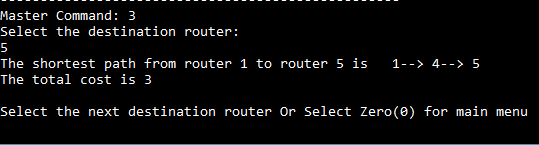 Master Command: 3
Select the destination router:
5
The shortest path from router 1 to router 5 is   1--> 4--> 5
The total cost is 3
Select the next destination router Or Select Zero(0) for main menu